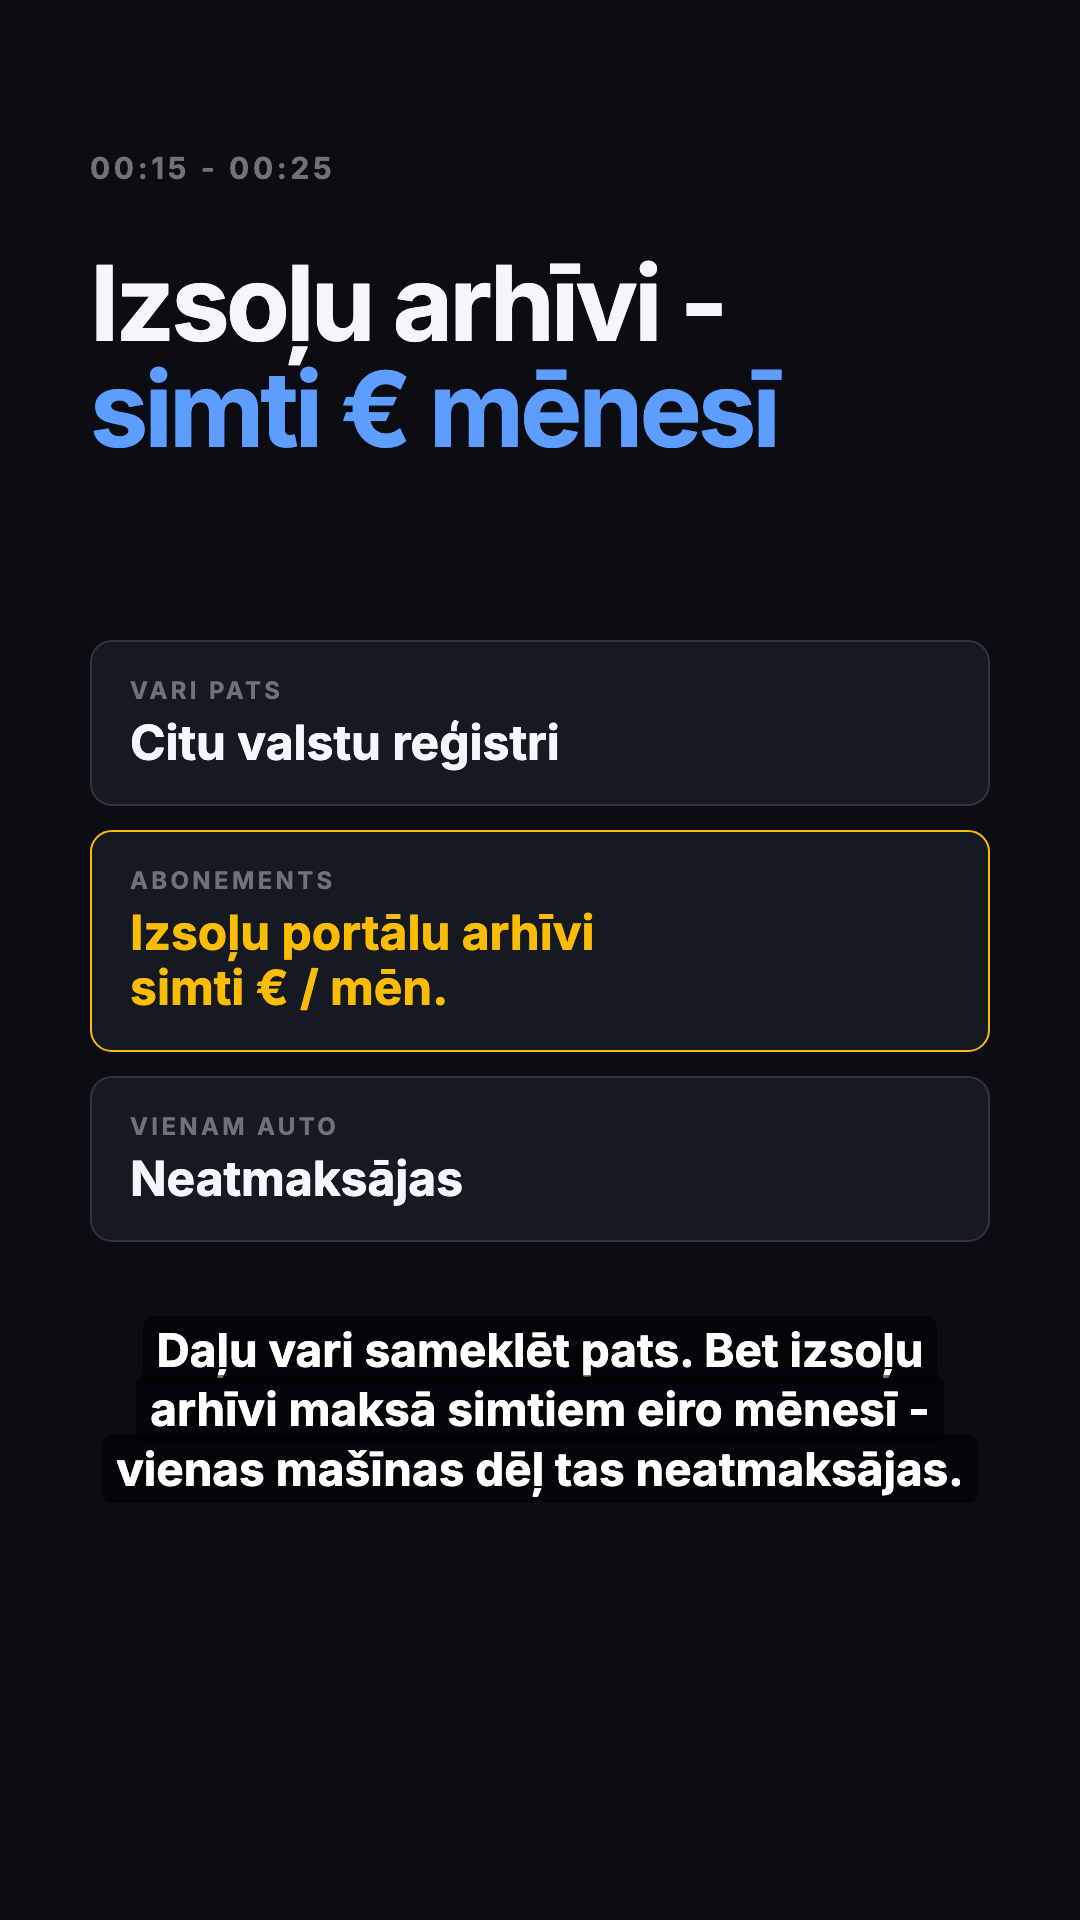 00:15 - 00:25
Izsoļu arhīvi -
simti € mēnesī
VARI PATS
Citu valstu reģistri
ABONEMENTS
Izsoļu portālu arhīvi
simti € / mēn.
VIENAM AUTO
Neatmaksājas
Daļu vari sameklēt pats. Bet izsoļu
arhīvi maksā simtiem eiro mēnesī -
vienas mašīnas dēļ tas neatmaksājas.